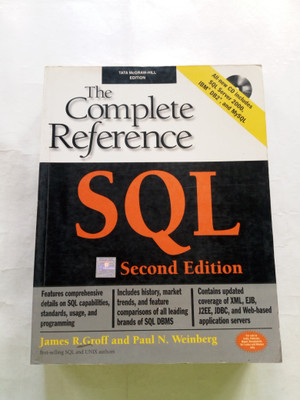 TATA McGRAW-HILL
EDITION
All-new CD includes
SQL Server 2000,
IBM DB2, and MySQL
The
Complete
Reference
SQL
Second Edition
Features comprehensive
details on SQL capabilities,
standards, usage, and
programming
Includes history, market
trends, and feature
comparisons of all leading
brands of SQL DBMS
Contains updated
coverage of XML, EJB,
J2EE, JDBC, and Web-based
application servers
James R. Groff and Paul N. Weinberg
Best-selling SQL and UNIX authors